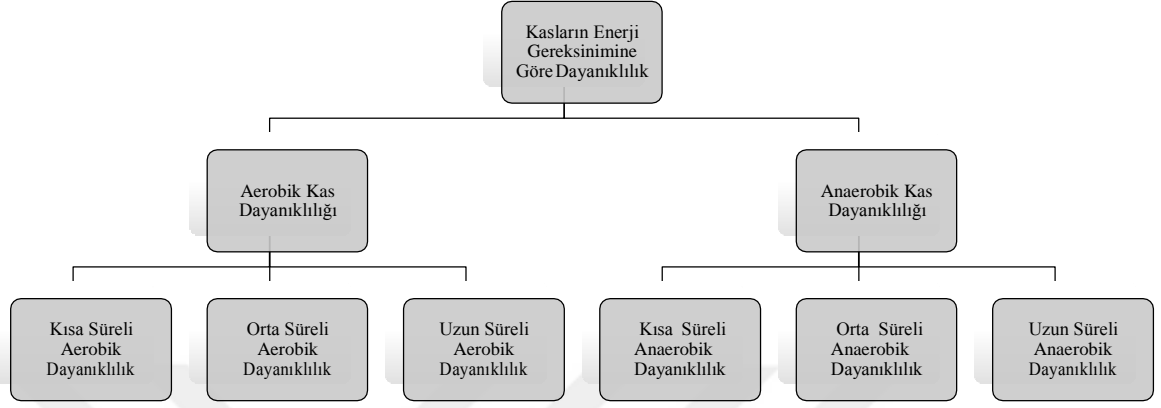 Kasların Enerji
Gereksinimine
Göre Dayanıklılık
Aerobik Kas
Dayanıklılığı
Anaerobik Kas
Dayanıklılığı
Kısa Süreli
Aerobik
Dayanıklılık
Orta Süreli
Aerobik
Dayanıklılık
Uzun Süreli
Aerobik
Dayanıklılık
Kısa Süreli
Anaerobik
Dayanıklılık
Orta Süreli
Anaerobik
Dayanıklılık
Uzun Süreli
Anaerobik
Dayanıklılık